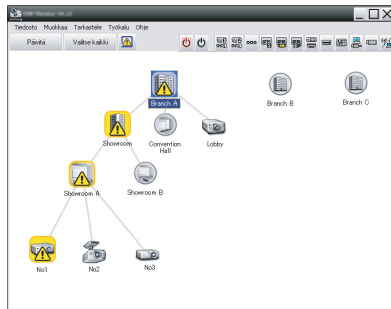 Tiedosto Muokkaa Tarkastele Työkalu Ohje
Päivitä Valitse kaikki
Branch A
Branch B
Branch C
Showroom
Convention
Hall
Lobby
Showroom A
Showroom B
No1
No2
No3